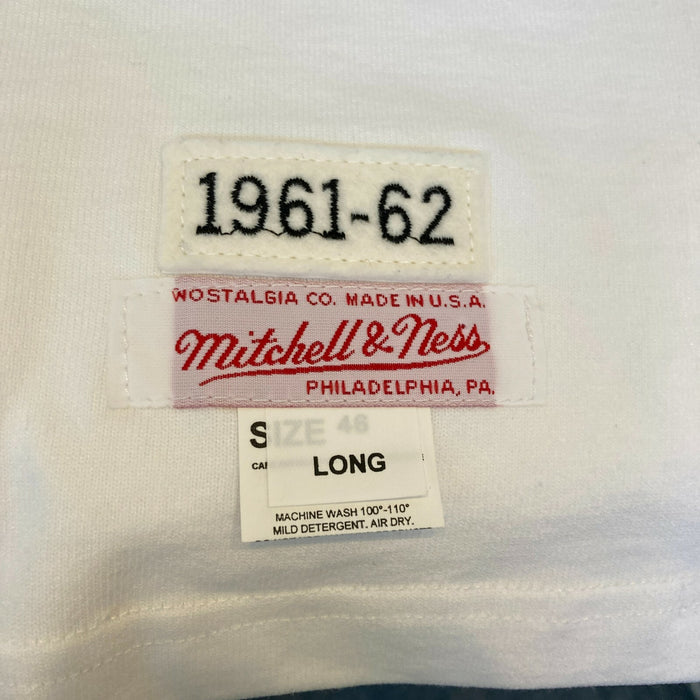 1961-62
NOSTALGIA CO. MADE IN U.S.A.
Mitchell & Ness
PHILADELPHIA, PA.
SIZE 46
LONG
MACHINE WASH 100°-110°
MILD DETERGENT. AIR DRY.